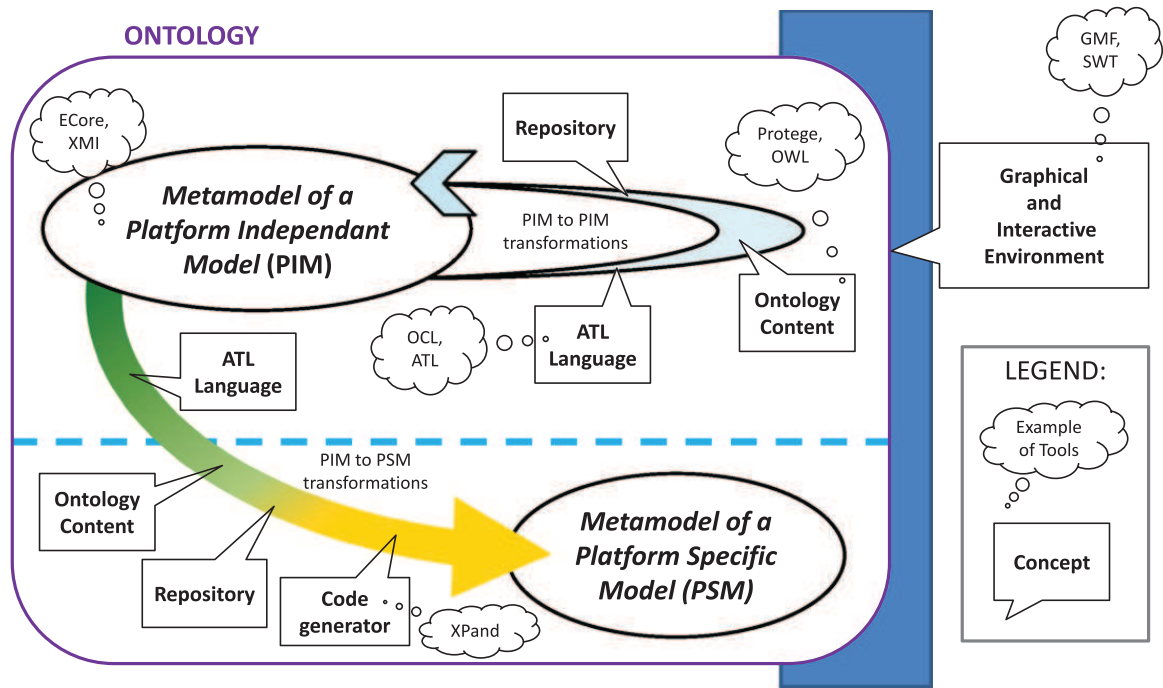 ONTOLOGY
GMF,
SWT
ECore,
XMI
Repository
Protege,
OWL
Metamodel of a
Platform Independant
Model (PIM)
PIM to PIM
transformations
Graphical
and
Interactive
Environment
Ontology
Content
OCL,
ATL
ATL
Language
ATL
Language
LEGEND:
Example
of Tools
PIM to PSM
transformations
Ontology
Content
Metamodel of a
Platform Specific
Model (PSM)
Concept
Repository
Code
generator
XPand